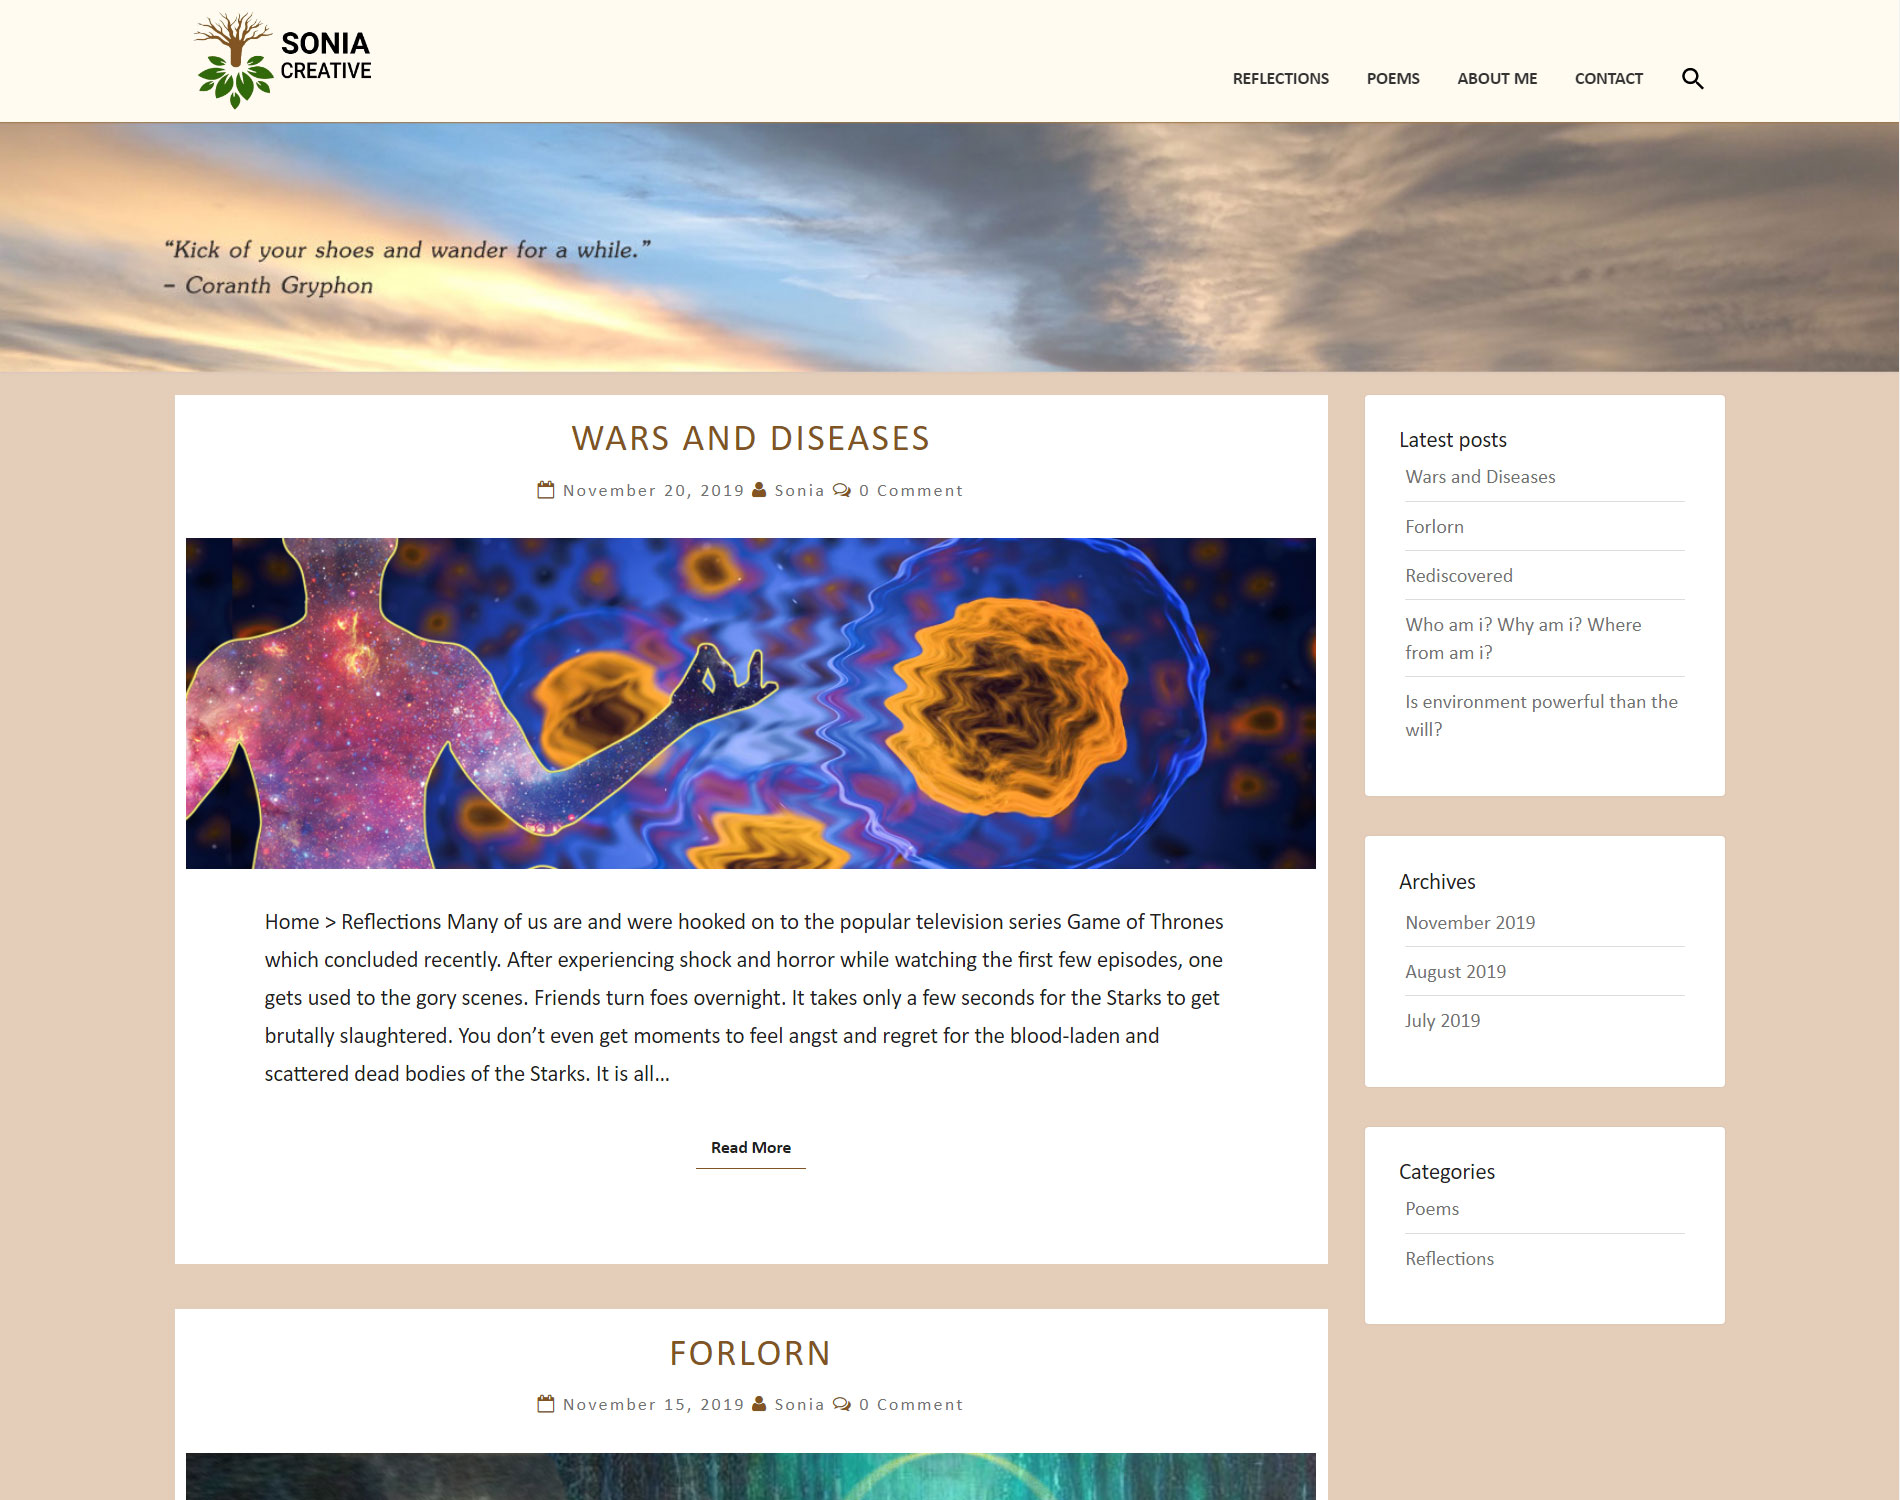 SONIA
CREATIVE
REFLECTIONS POEMS ABOUT ME CONTACT
“Kick of your shoes and wander for a while.”
– Coranth Gryphon
WARS AND DISEASES
November 20, 2019 Sonia 0 Comment
Home > Reflections Many of us are and were hooked on to the popular television series Game of Thrones
which concluded recently. After experiencing shock and horror while watching the first few episodes, one
gets used to the gory scenes. Friends turn foes overnight. It takes only a few seconds for the Starks to get
brutally slaughtered. You don’t even get moments to feel angst and regret for the blood-laden and
scattered dead bodies of the Starks. It is all…
Read More
FORLORN
November 15, 2019 Sonia 0 Comment
Latest posts
Wars and Diseases
Forlorn
Rediscovered
Who am i? Why am i? Where
from am i?
Is environment powerful than the
will?
Archives
November 2019
August 2019
July 2019
Categories
Poems
Reflections